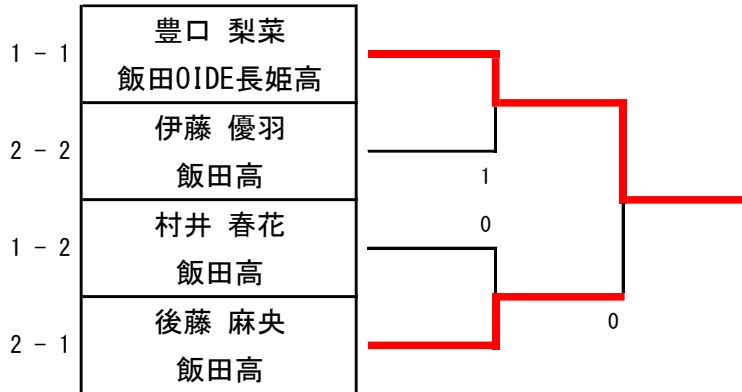 1 - 1
豊口 梨菜
飯田OIDE長姫高
2 - 2
伊藤 優羽
飯田高
1
1 - 2
村井 春花
飯田高
0
2 - 1
後藤 麻央
飯田高
0